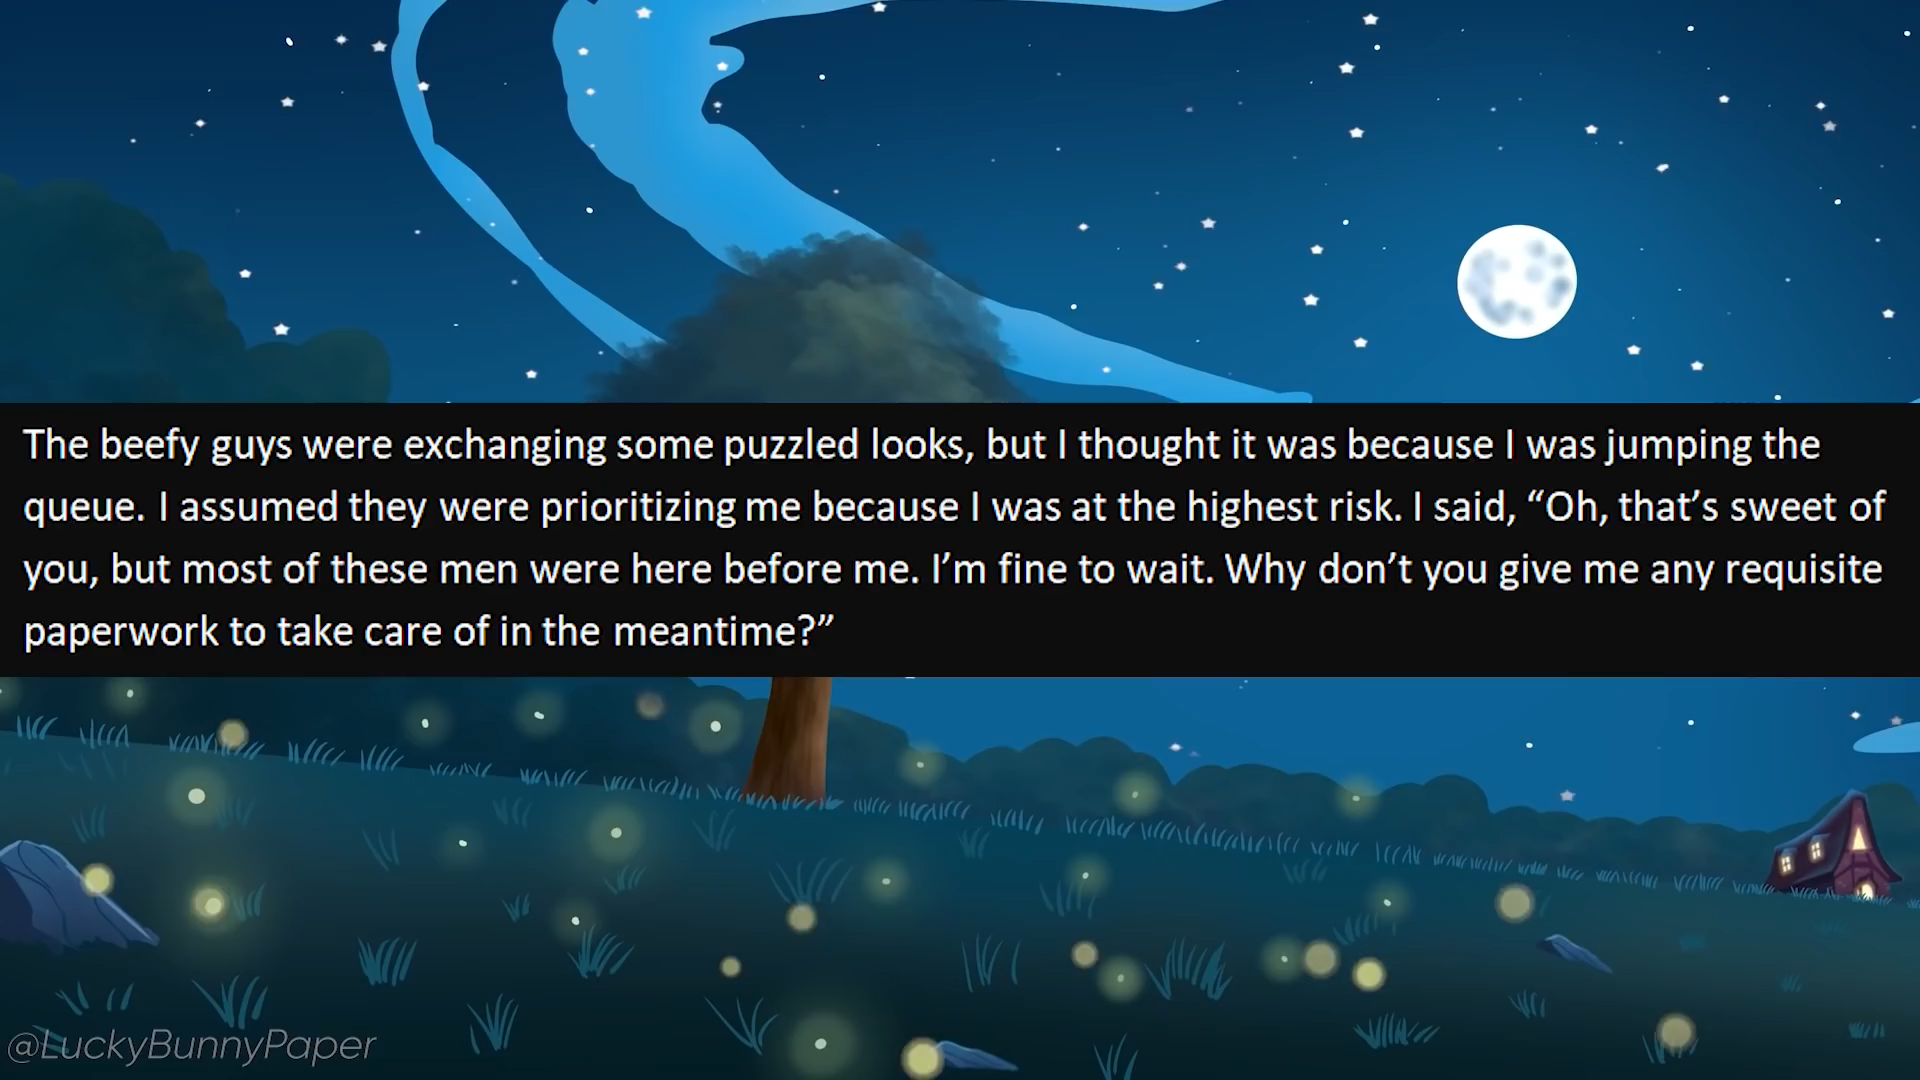 The beefy guys were exchanging some puzzled looks, but I thought it was because I was jumping the
queue. I assumed they were prioritizing me because I was at the highest risk. I said, “Oh, that’s sweet of
you, but most of these men were here before me. I’m fine to wait. Why don’t you give me any requisite
paperwork to take care of in the meantime?”
@LuckyBunnyPaper